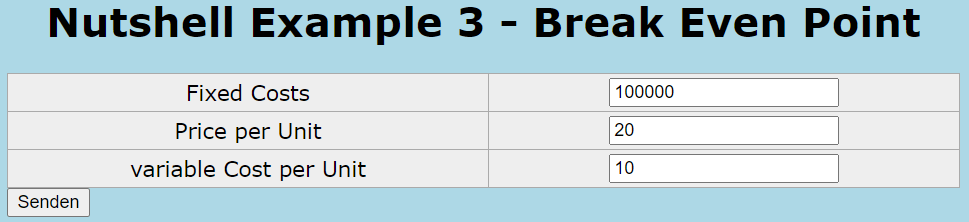 Nutshell Example 3 – Break Even Point
Fixed Costs 100000
Price per Unit 20
variable Cost per Unit 10
Senden